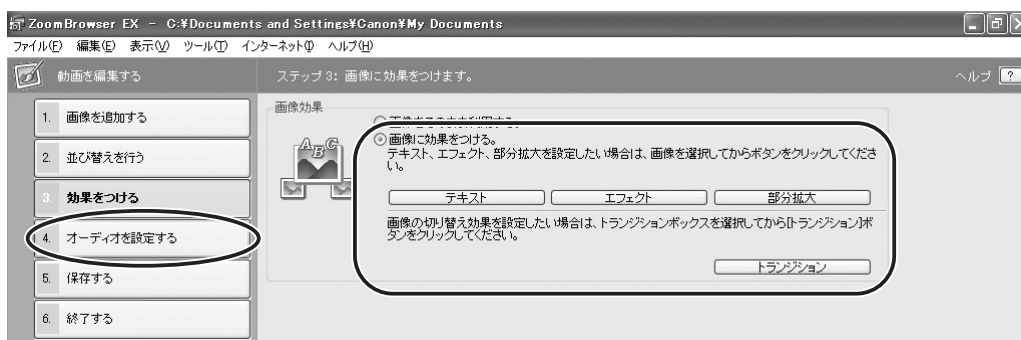 ZoomBrowser EX - C:¥Documents and Settings¥Canon¥My Documents
ファイル(F) 編集(E) 表示(V) ツール(T) インターネット(I) ヘルプ(H)
動画を編集する
ステップ 3: 画像に効果をつけます。
ヘルプ ?
1. 画像を追加する
2. 並び替えを行う
3. 効果をつける
4. オーディオを設定する
5. 保存する
6. 終了する
画像効果
ABC
画像に効果をつける。
テキスト、エフェクト、部分拡大を設定したい場合は、画像を選択してからボタンをクリックしてくださ
い。
テキスト エフェクト 部分拡大
画像の切り替え効果を設定したい場合は、トランジションボックスを選択してから[トランジション]ボ
タンをクリックしてください。
トランジション